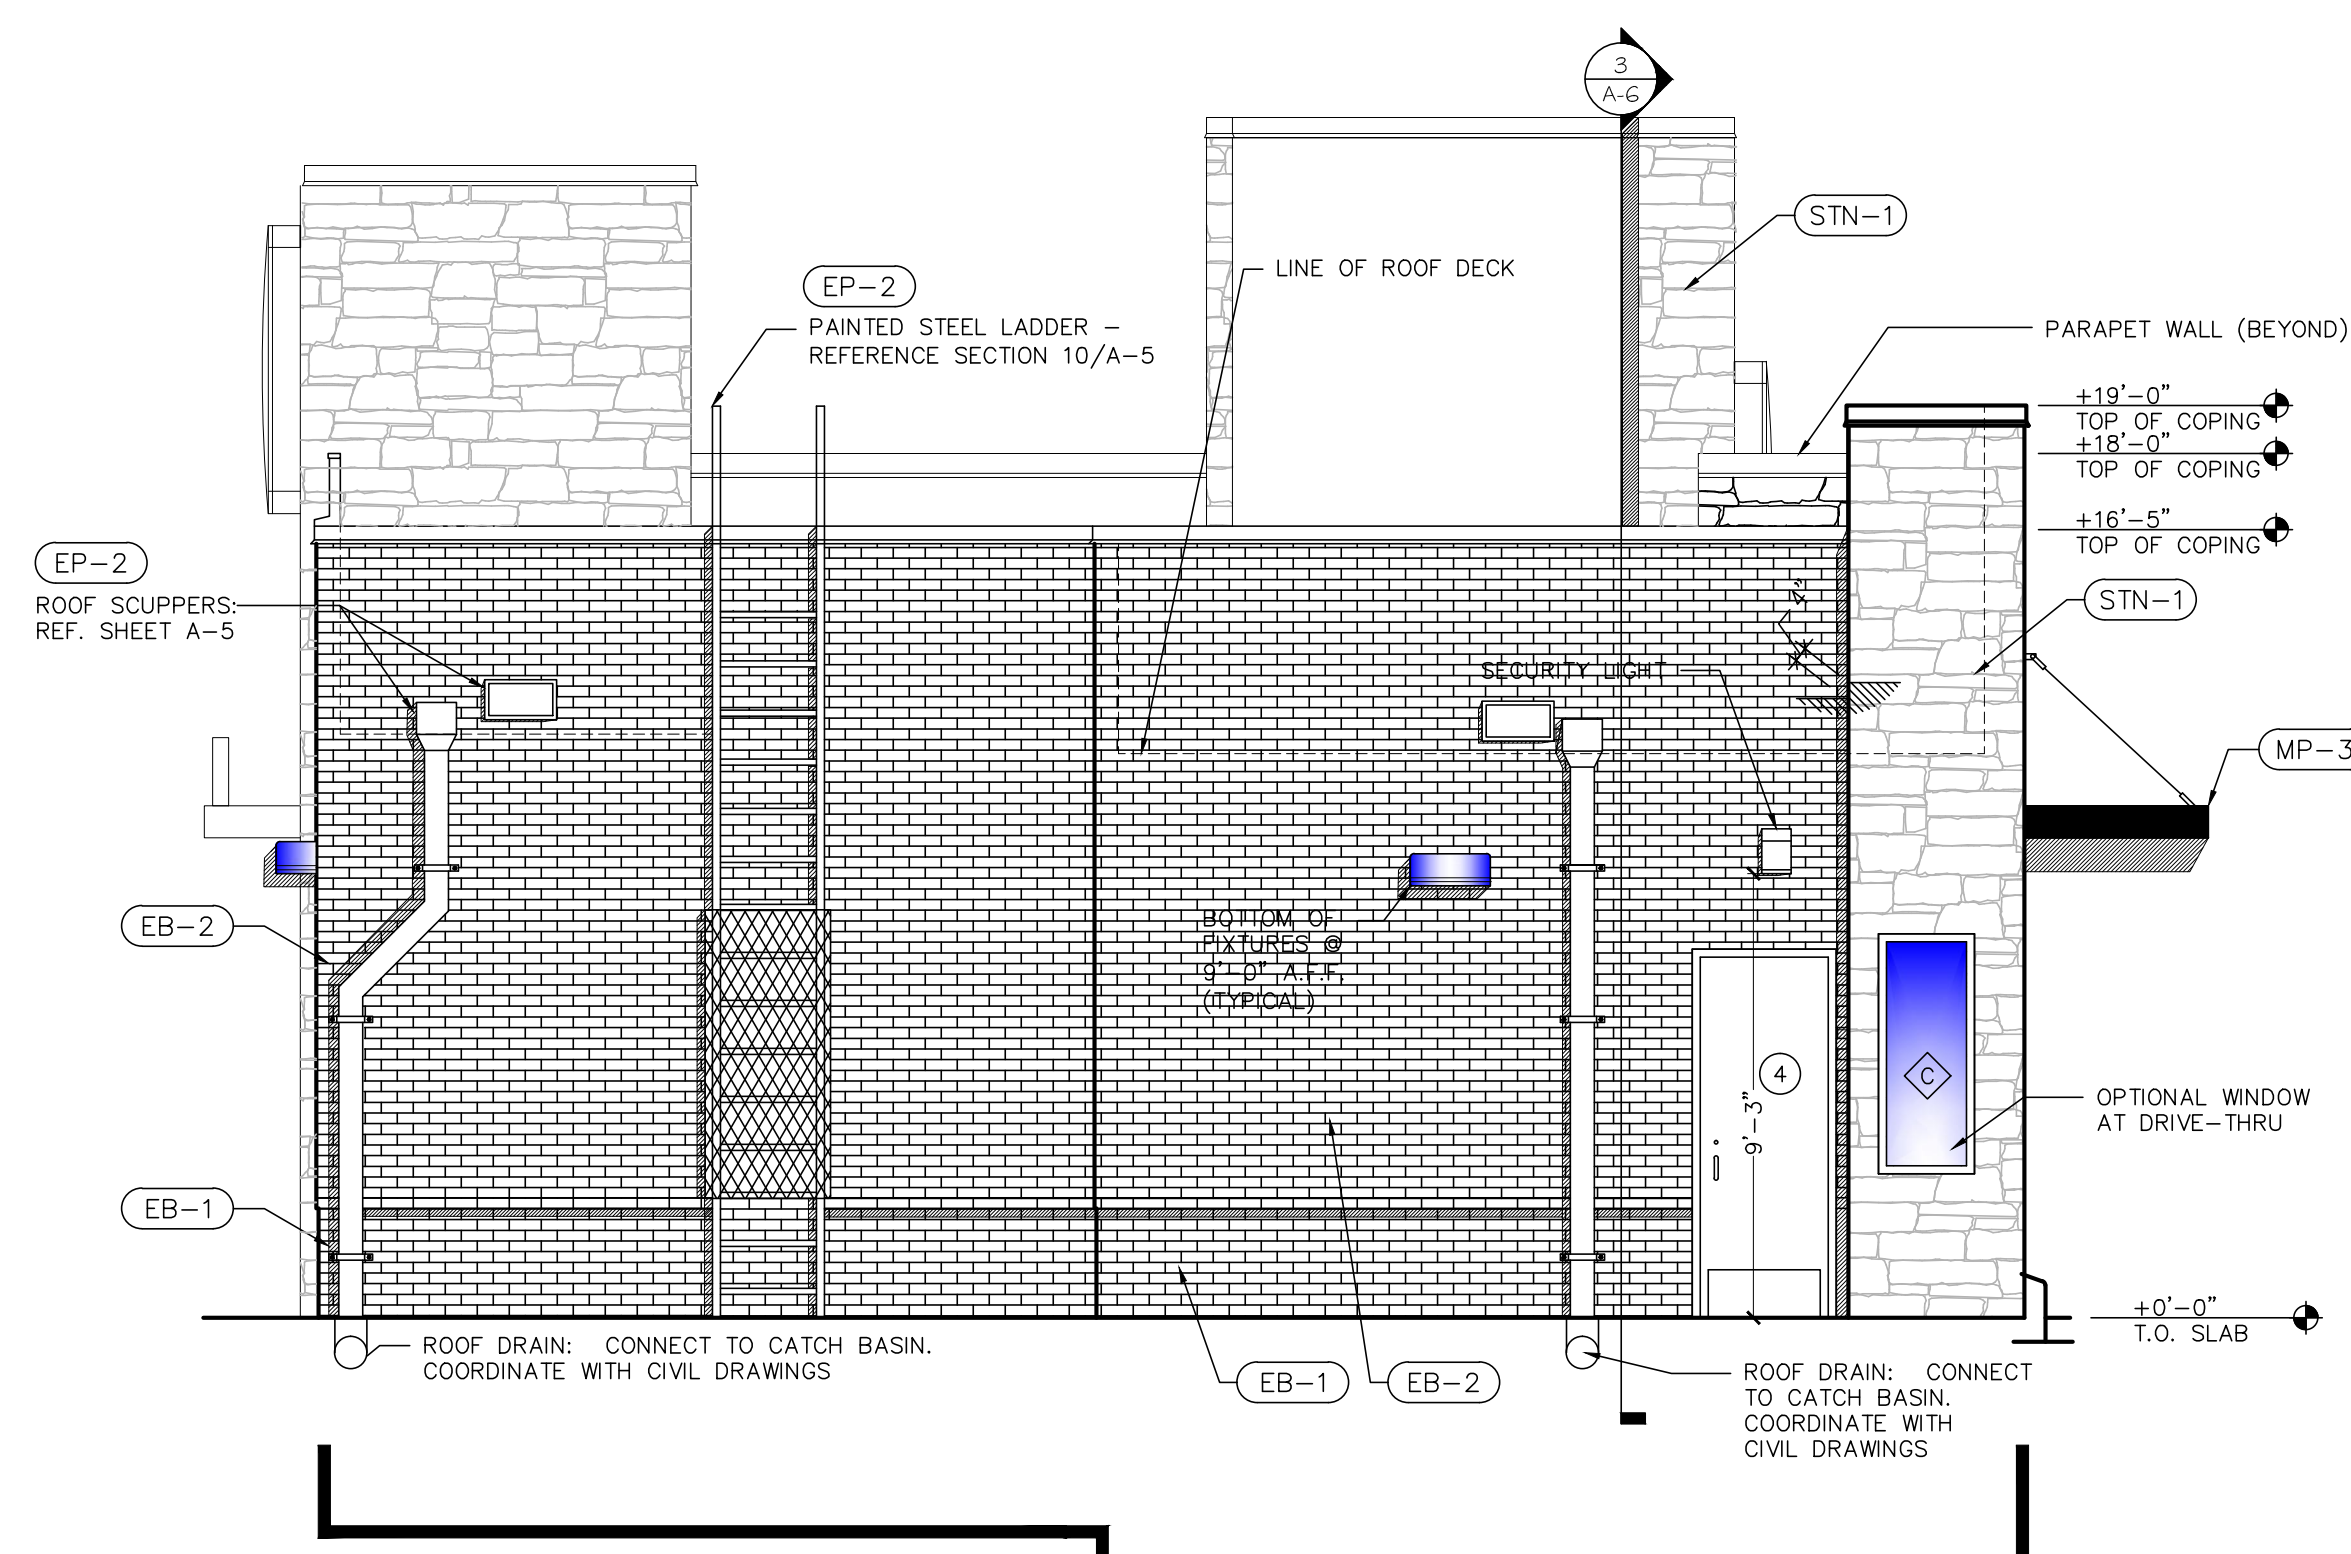 3
A-6
STN-1
EP-2
LINE OF ROOF DECK
PAINTED STEEL LADDER -
REFERENCE SECTION 10/A-5
PARAPET WALL (BEYOND)
+19'-0"
TOP OF COPING
+18'-0"
TOP OF COPING
+16'-5"
TOP OF COPING
EP-2
ROOF SCUPPERS:
REF. SHEET A-5
4"
STN-1
SECURITY LIGHT
MP-3
EB-2
BOTTOM OF
FIXTURES @
9'-0" A.F.F.
(TYPICAL)
4
C
9'-3"
OPTIONAL WINDOW
AT DRIVE-THRU
EB-1
+0'-0"
T.O. SLAB
ROOF DRAIN: CONNECT TO CATCH BASIN.
COORDINATE WITH CIVIL DRAWINGS
EB-1
EB-2
ROOF DRAIN: CONNECT
TO CATCH BASIN.
COORDINATE WITH
CIVIL DRAWINGS